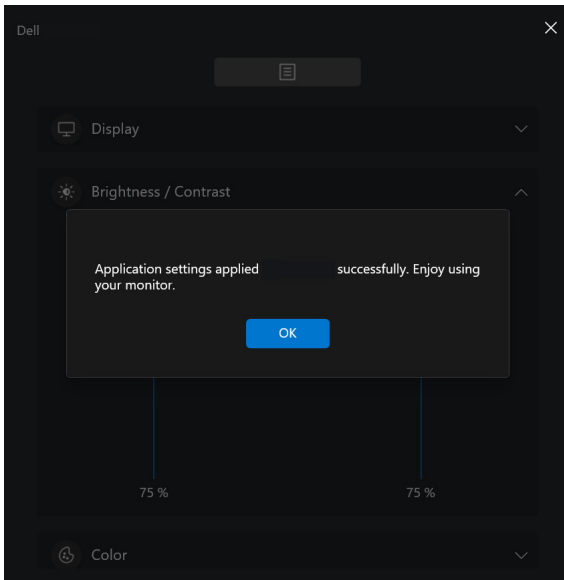 Dell
Display
Brightness / Contrast
Application settings applied successfully. Enjoy using
your monitor.
OK
75 % 75 %
Color